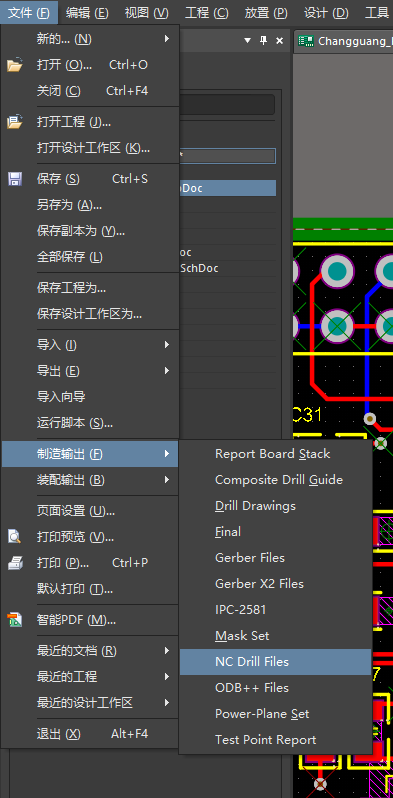 文件 (F) 编辑 (E) 视图 (V) 工程 (C) 放置 (P) 设计 (D) 工具
新的... (N)
打开 (O)... Ctrl+O
关闭 (C) Ctrl+F4
打开工程 (J)...
打开设计工作区 (K)...
保存 (S) Ctrl+S
另存为 (A)...
保存副本为 (Y)...
全部保存 (L)
保存工程为...
保存设计工作区为...
导入 (I)
导出 (E)
导入向导
运行脚本 (S)...
制造输出 (F)
装配输出 (B)
页面设置 (U)...
打印预览 (V)...
打印 (P)... Ctrl+P
默认打印 (T)...
智能PDF (M)...
最近的文档 (R)
最近的工程
最近的设计工作区
退出 (X) Alt+F4
Report Board Stack
Composite Drill Guide
Drill Drawings
Final
Gerber Files
Gerber X2 Files
IPC-2581
Mask Set
NC Drill Files
ODB++ Files
Power-Plane Set
Test Point Report
Changguang_
*
Doc
oc
SchDoc
C31
7